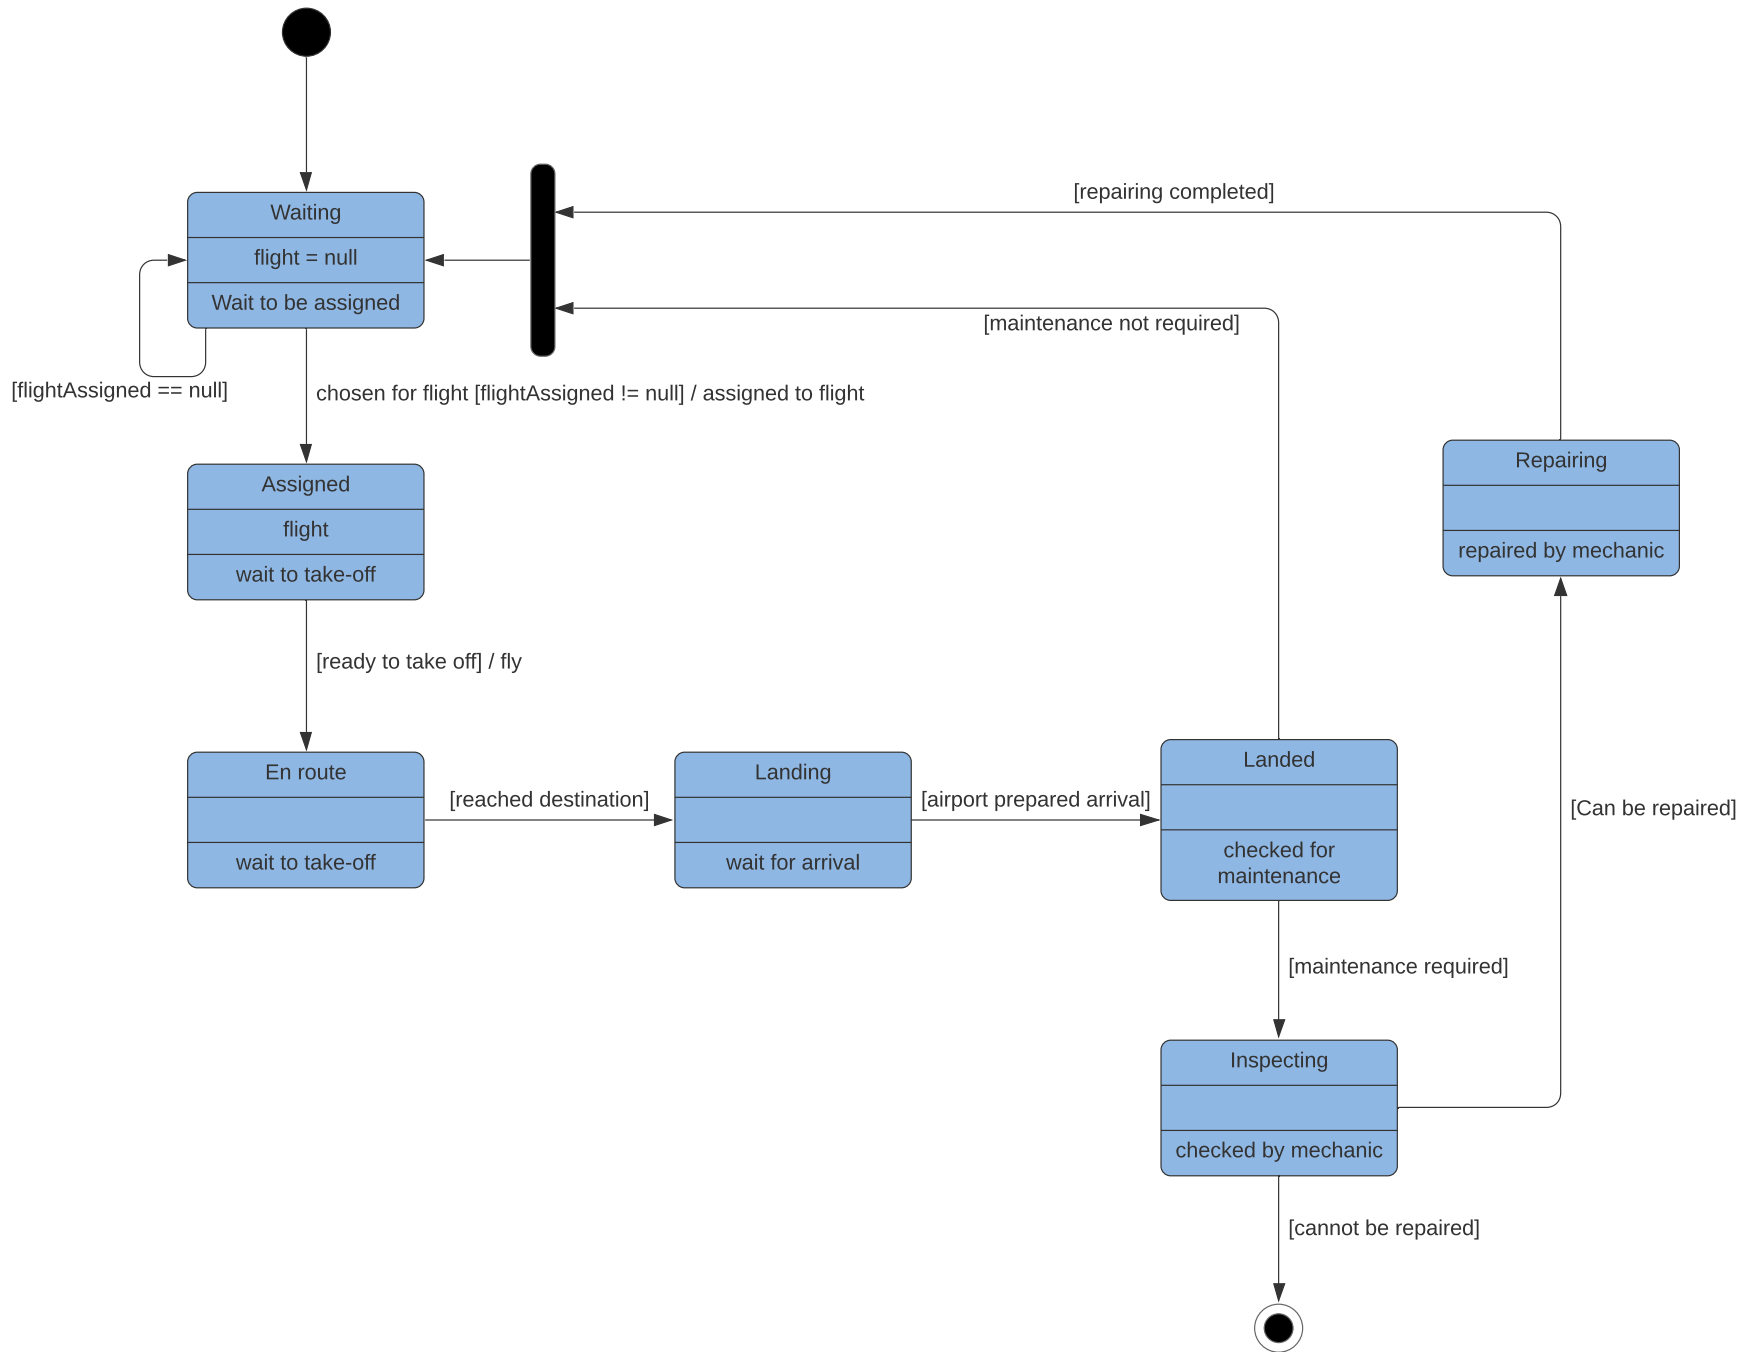 [repairing completed]
Waiting
flight = null
Wait to be assigned
[maintenance not required]
[flightAssigned == null]
chosen for flight [flightAssigned != null] / assigned to flight
Assigned
flight
wait to take-off
Repairing
repaired by mechanic
[ready to take off] / fly
En route
wait to take-off
[reached destination]
Landing
wait for arrival
[airport prepared arrival]
Landed
checked for
maintenance
[Can be repaired]
[maintenance required]
Inspecting
checked by mechanic
[cannot be repaired]